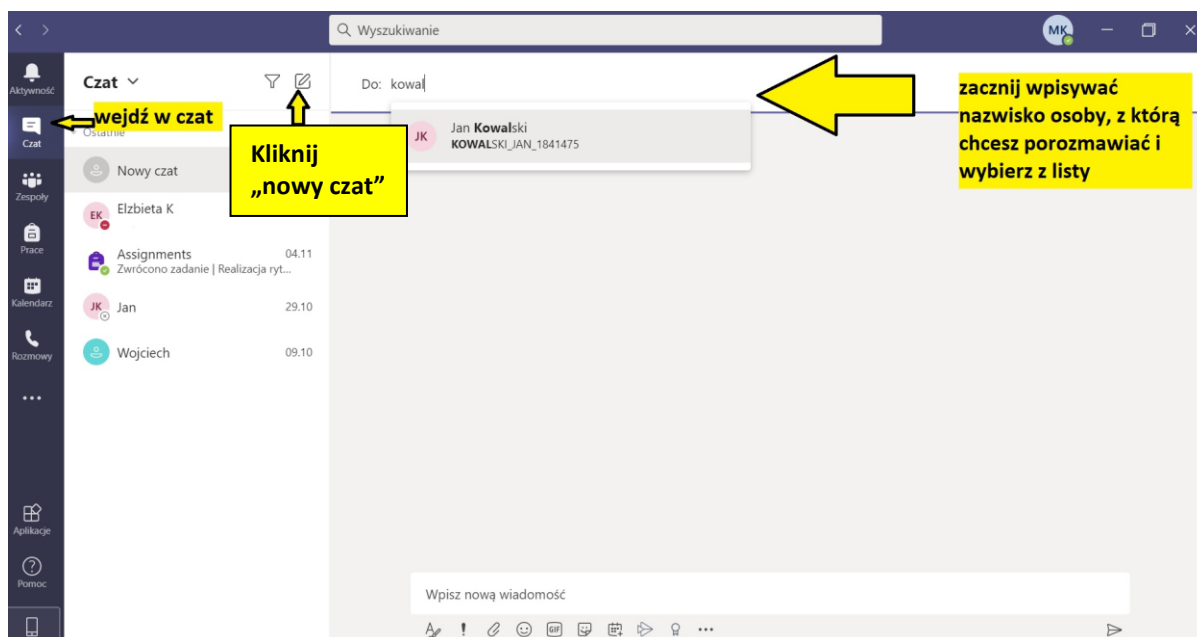 Wyszukiwanie
MK
Aktywność
Czat
Zespoły
Prace
Kalendarz
Rozmowy
Aplikacje
Pomoc
Czat
wejdź w czat
Ostatnie
Kliknij
„nowy czat”
Nowy czat
EK
Elzbieta K
Assignments 04.11
Zwrócono zadanie | Realizacja ryt...
JK Jan 29.10
Wojciech 09.10
Do: kowal
JK
Jan Kowalski
KOWALSKI_JAN_1841475
zacznij wpisywać
nazwisko osoby, z którą
chcesz porozmawiać i
wybierz z listy
Wpisz nową wiadomość
GIF